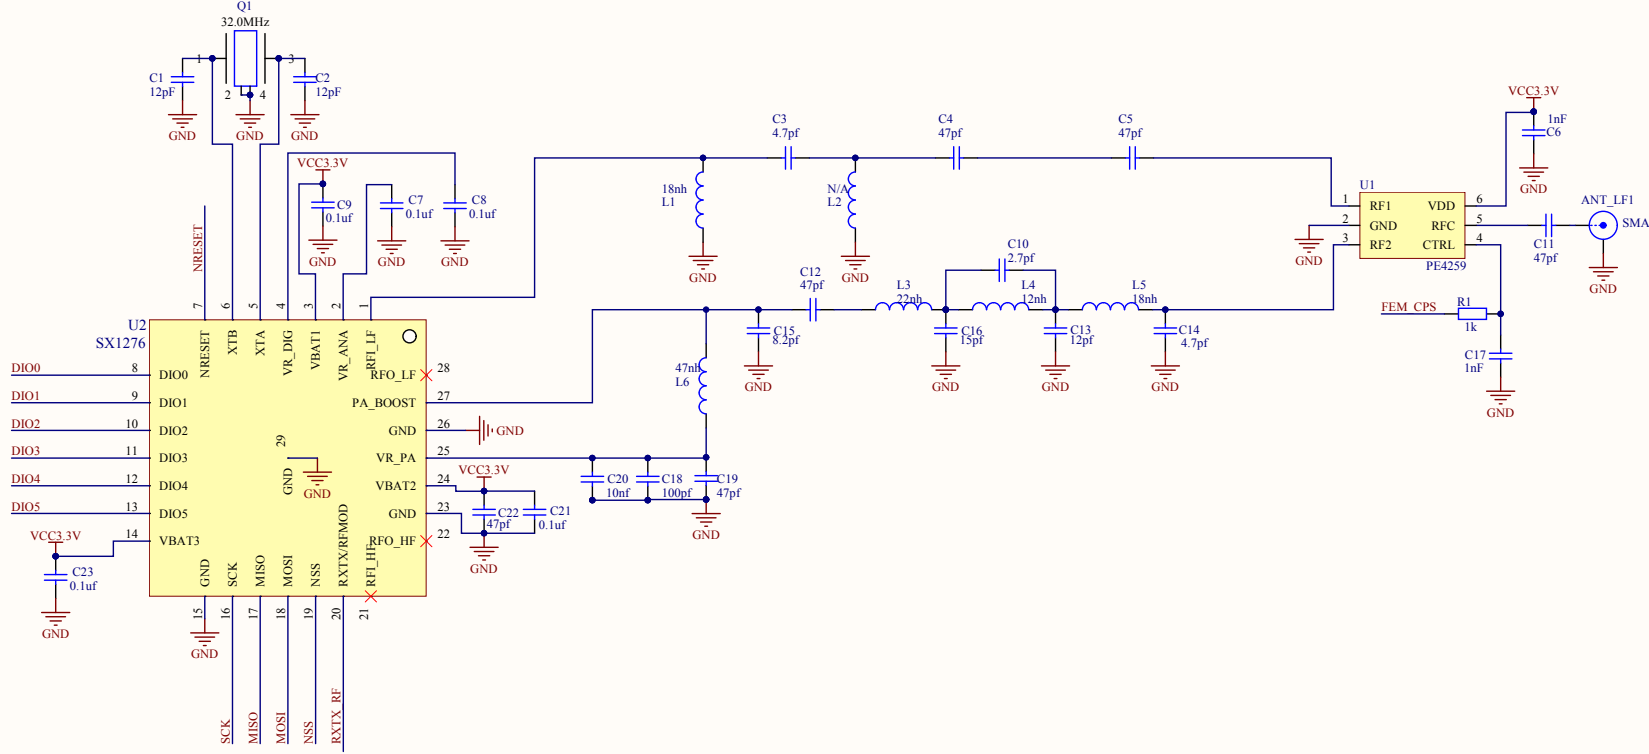 Q1
32.0MHz
1
3
C1
12pF
C2
12pF
2
4
GND
GND
GND
C3
4.7pf
C4
47pf
C5
47pf
VCC3.3V
1nF
C6
GND
VCC3.3V
C9
0.1uf
C7
0.1uf
C8
0.1uf
GND
GND
GND
NRESET
18nh
L1
GND
N/A
L2
GND
U1
1
RF1
VDD
6
2
GND
RFC
5
3
RF2
CTRL
4
PE4259
GND
ANT_LF1
SMA
C11
47pf
GND
C10
2.7pf
C12
47pf
L3
22nh
L4
12nh
L5
18nh
C15
8.2pf
C16
15pf
C13
12pf
C14
4.7pf
GND
GND
GND
GND
FEM_CPS
R1
1k
C17
1nF
GND
7
6
5
4
3
2
1
U2
SX1276
NRESET
XTB
XTA
VR_DIG
VBAT1
VR_ANA
RFI_LF
DIO0
8
DIO0
RFO_LF
28
DIO1
9
DIO1
PA_BOOST
27
DIO2
10
DIO2
GND
26
GND
DIO3
11
DIO3
VR_PA
25
DIO4
12
DIO4
VBAT2
24
DIO5
13
DIO5
GND
23
14
VBAT3
RFO_HF
22
29
GND
GND
47nh
L6
C20
10nf
C18
100pf
C19
47pf
GND
VCC3.3V
C22
47pf
C21
0.1uf
GND
VCC3.3V
C23
0.1uf
GND
GND
SCK
MISO
MOSI
NSS
RXTX/RFMOD
RFI_HF
15
16
17
18
19
20
21
GND
SCK
MISO
MOSI
NSS
RXTX_RF